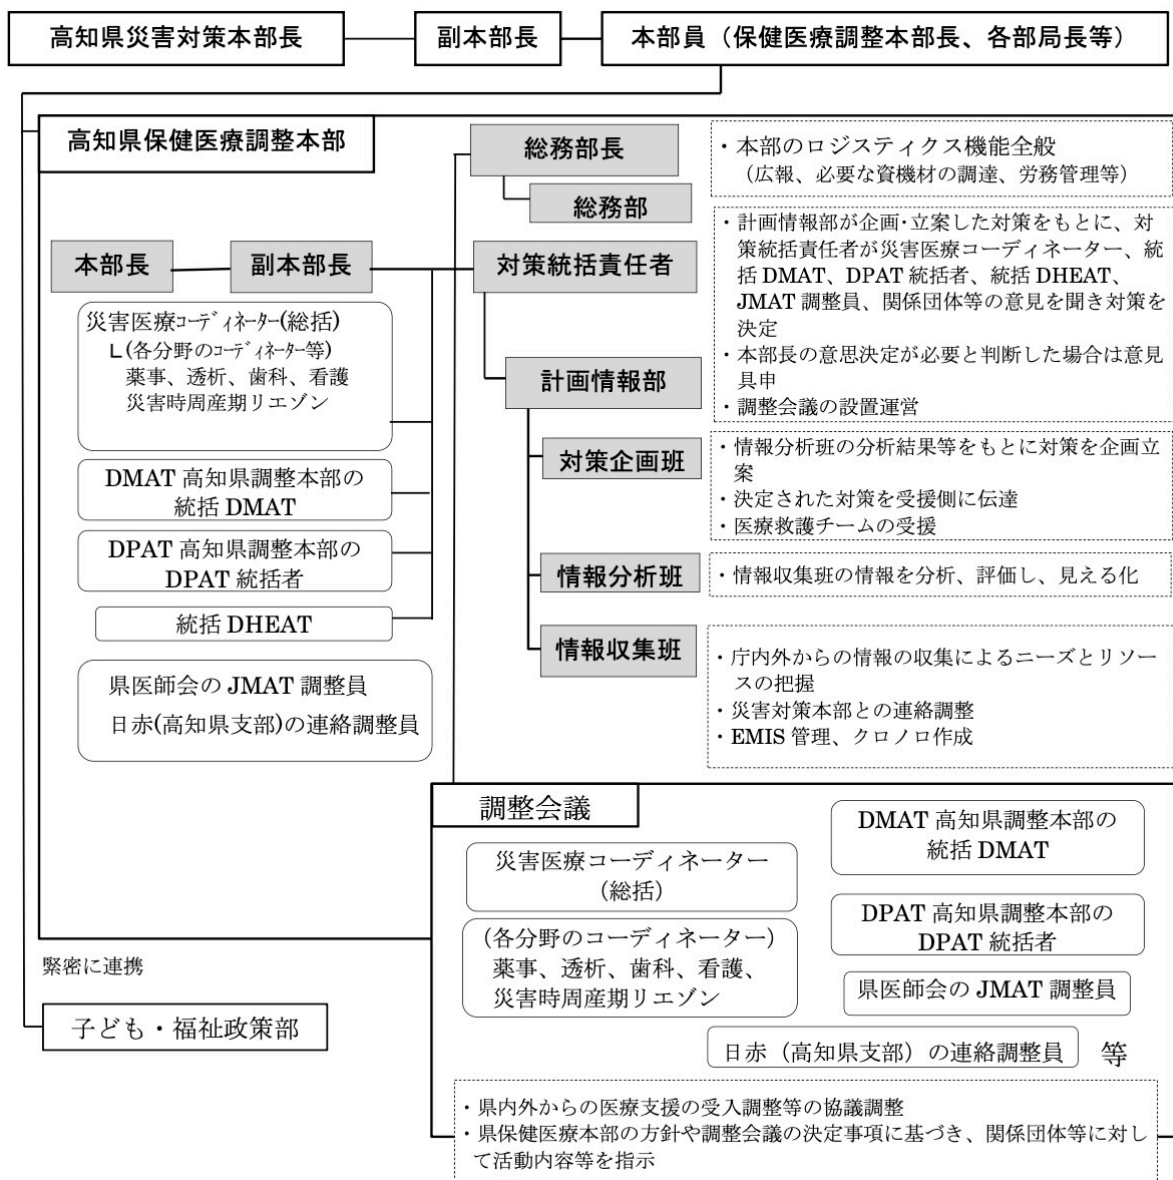 高知県災害対策本部長
副本部長
本部員（保健医療調整本部長、各部局長等）
高知県保健医療調整本部
総務部長
総務部
・本部のロジスティクス機能全般
（広報、必要な資機材の調達、労務管理等）
本部長
副本部長
対策統括責任者
・計画情報部が企画・立案した対策をもとに、対
策統括責任者が災害医療コーディネーター、統
括 DMAT、DPAT 統括者、統括 DHEAT、
JMAT 調整員、関係団体等の意見を聞き対策を
決定
・本部長の意思決定が必要と判断した場合は意見
具申
・調整会議の設置運営
災害医療ｺｰﾃﾞｨﾈｰﾀｰ(総括)
L (各分野のｺｰﾃﾞｨﾈｰﾀｰ等)
薬事、透析、歯科、看護
災害時周産期リエゾン
計画情報部
対策企画班
・情報分析班の分析結果等をもとに対策を企画立
案
・決定された対策を受援側に伝達
・医療救護チームの受援
DMAT 高知県調整本部の
統括 DMAT
DPAT 高知県調整本部の
DPAT 統括者
情報分析班
・情報収集班の情報を分析、評価し、見える化
統括 DHEAT
情報収集班
・庁内外からの情報の収集によるニーズとリソー
スの把握
・災害対策本部との連絡調整
・EMIS 管理、クロノロ作成
県医師会の JMAT 調整員
日赤(高知県支部)の連絡調整員
調整会議
災害医療コーディネーター
(総括)
DMAT 高知県調整本部の
統括 DMAT
(各分野のコーディネーター)
薬事、透析、歯科、看護、
災害時周産期リエゾン
DPAT 高知県調整本部の
DPAT 統括者
県医師会の JMAT 調整員
日赤（高知県支部）の連絡調整員
等
・県内外からの医療支援の受入調整等の協議調整
・県保健医療本部の方針や調整会議の決定事項に基づき、関係団体等に対し
て活動内容等を指示
緊密に連携
子ども・福祉政策部